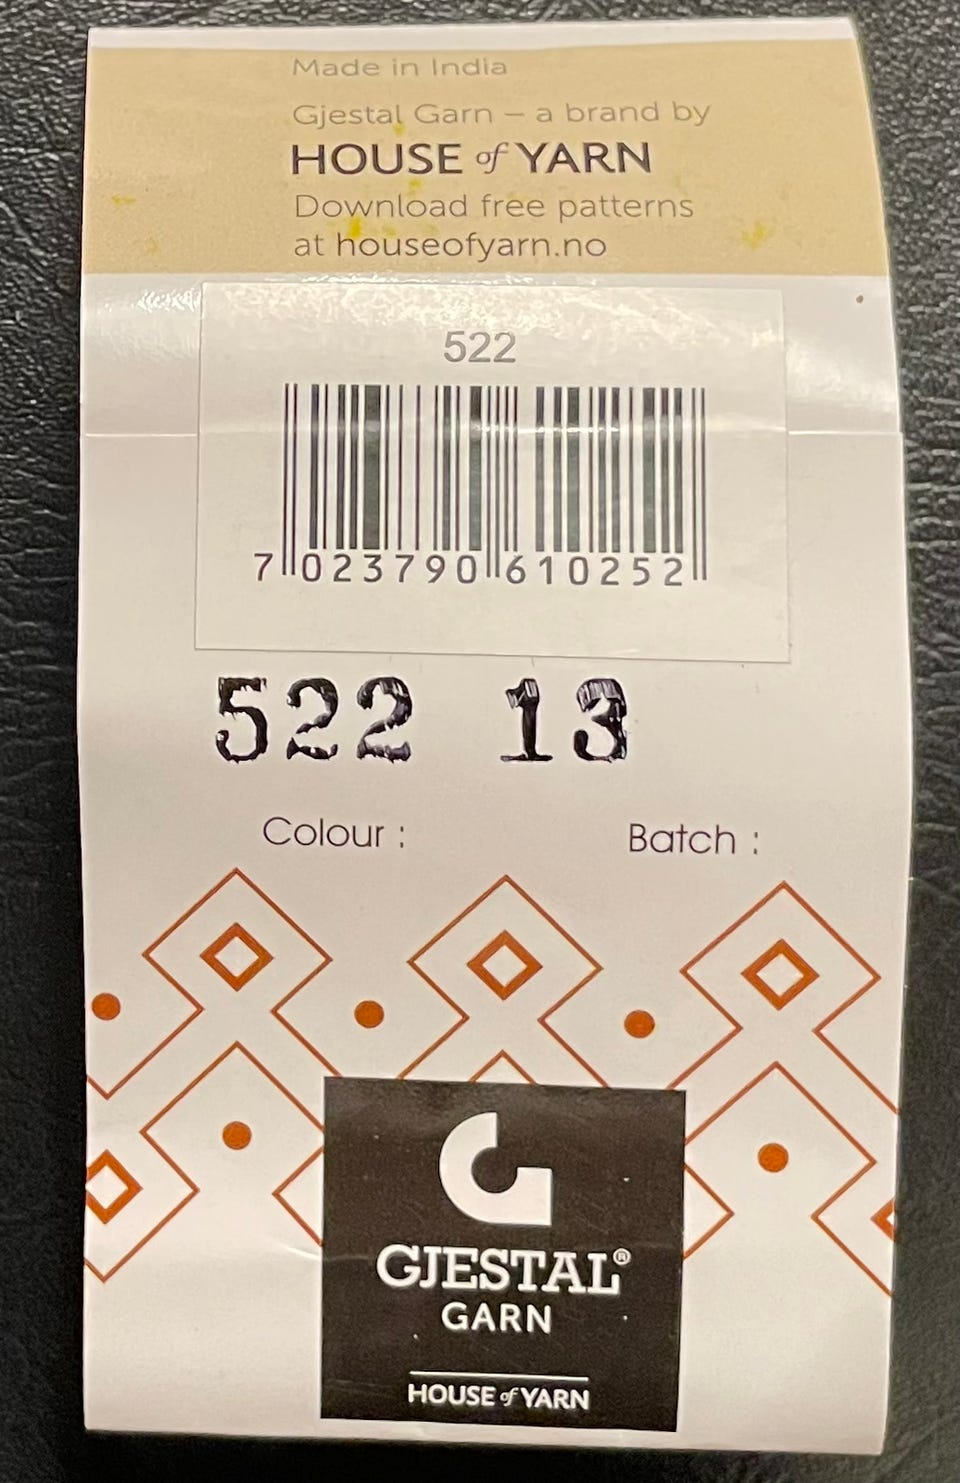 Made in India
Gjestal Garn – a brand by
HOUSE of YARN
Download free patterns
at houseofyarn.no
522
7 023790 610252
522 13
Colour : Batch :
G
GJESTAL®
GARN
HOUSE of YARN